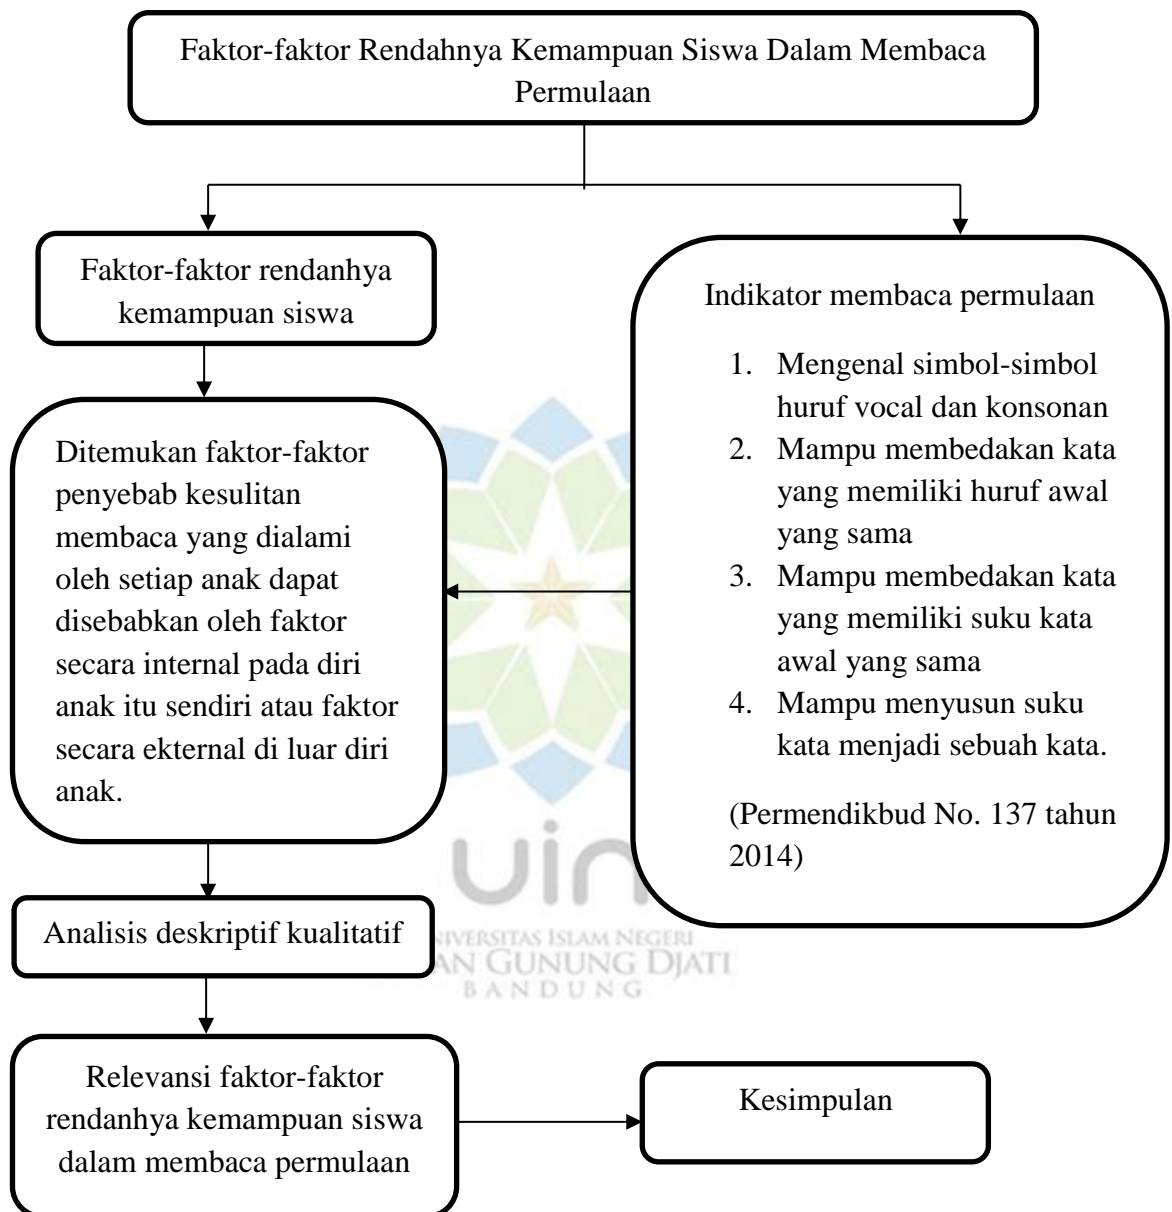 Faktor-faktor Rendahnya Kemampuan Siswa Dalam Membaca
Permulaan
Faktor-faktor rendanhya
kemampuan siswa
Indikator membaca permulaan
1. Mengenal simbol-simbol
huruf vocal dan konsonan
2. Mampu membedakan kata
yang memiliki huruf awal
yang sama
3. Mampu membedakan kata
yang memiliki suku kata
awal yang sama
4. Mampu menyusun suku
kata menjadi sebuah kata.
(Permendikbud No. 137 tahun
2014)
Ditemukan faktor-faktor
penyebab kesulitan
membaca yang dialami
oleh setiap anak dapat
disebabkan oleh faktor
secara internal pada diri
anak itu sendiri atau faktor
secara ekternal di luar diri
anak.
uin
Analisis deskriptif kualitatif
ISLAM NEGERI
GUNUNG DJATI
BANDUNG
Relevansi faktor-faktor
rendanhya kemampuan siswa
dalam membaca permulaan
Kesimpulan